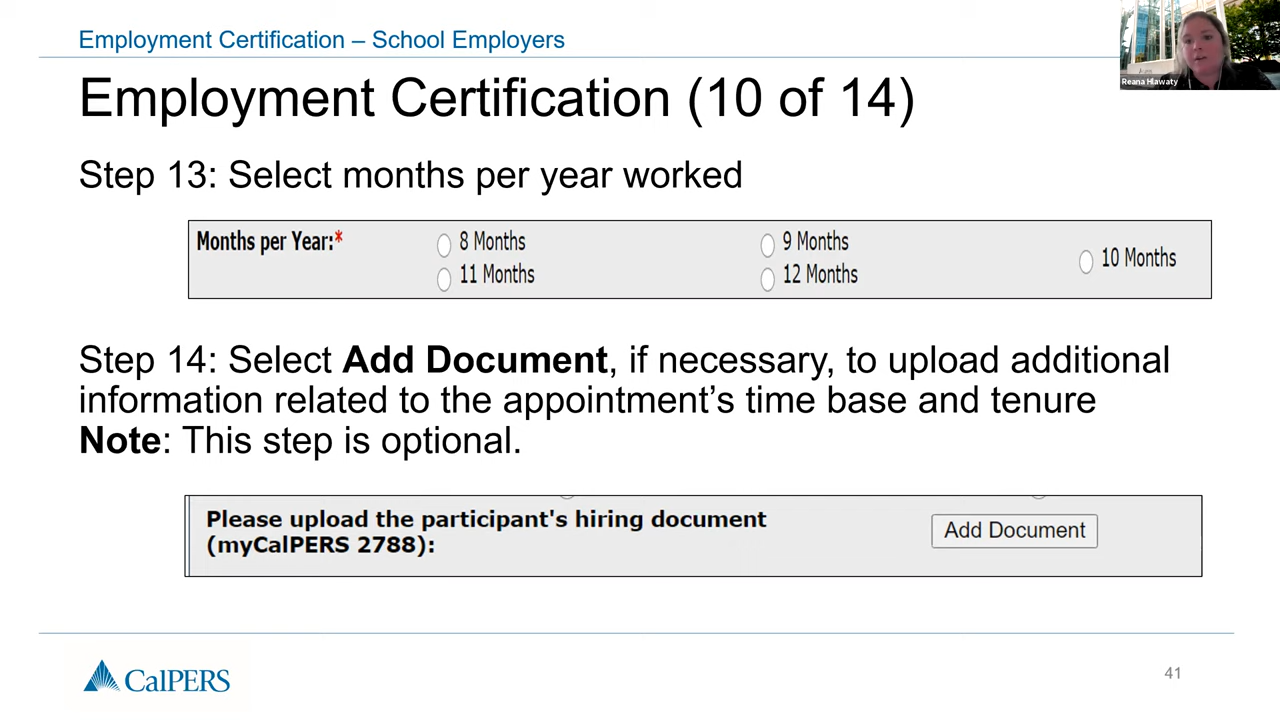 Employment Certification – School Employers
Reana Hlawaty
Employment Certification (10 of 14)
Step 13: Select months per year worked
Months per Year:* 8 Months 9 Months 10 Months
11 Months 12 Months
Step 14: Select Add Document, if necessary, to upload additional
information related to the appointment’s time base and tenure
Note: This step is optional.
Please upload the participant's hiring document
(myCalPERS 2788):
Add Document
CalPERS
41